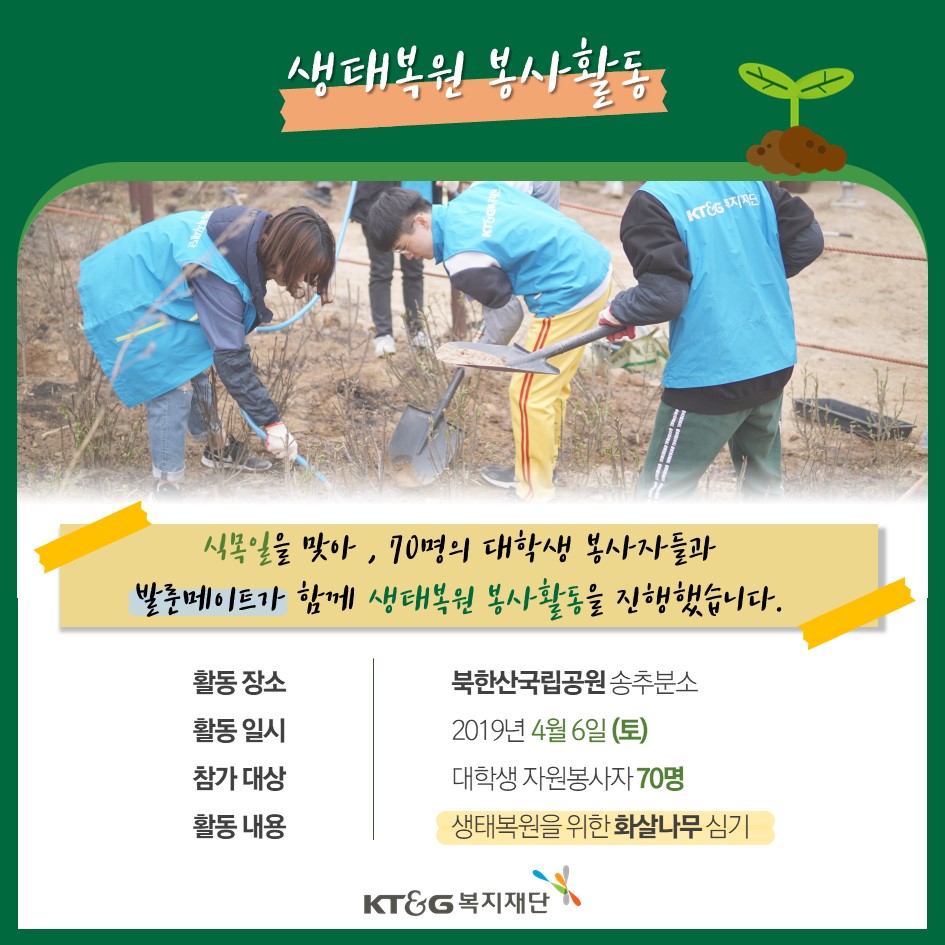 생태복원 봉사활동
KT&G 복지재단
식목일을 맞아 , 70명의 대학생 봉사자들과
발룬메이트가 함께 생태복원 봉사활동을 진행했습니다.
활동 장소 북한산국립공원 송추분소
활동 일시 2019년 4월 6일 (토)
참가 대상 대학생 자원봉사자 70명
활동 내용 생태복원을 위한 화살나무 심기
KT&G 복지재단